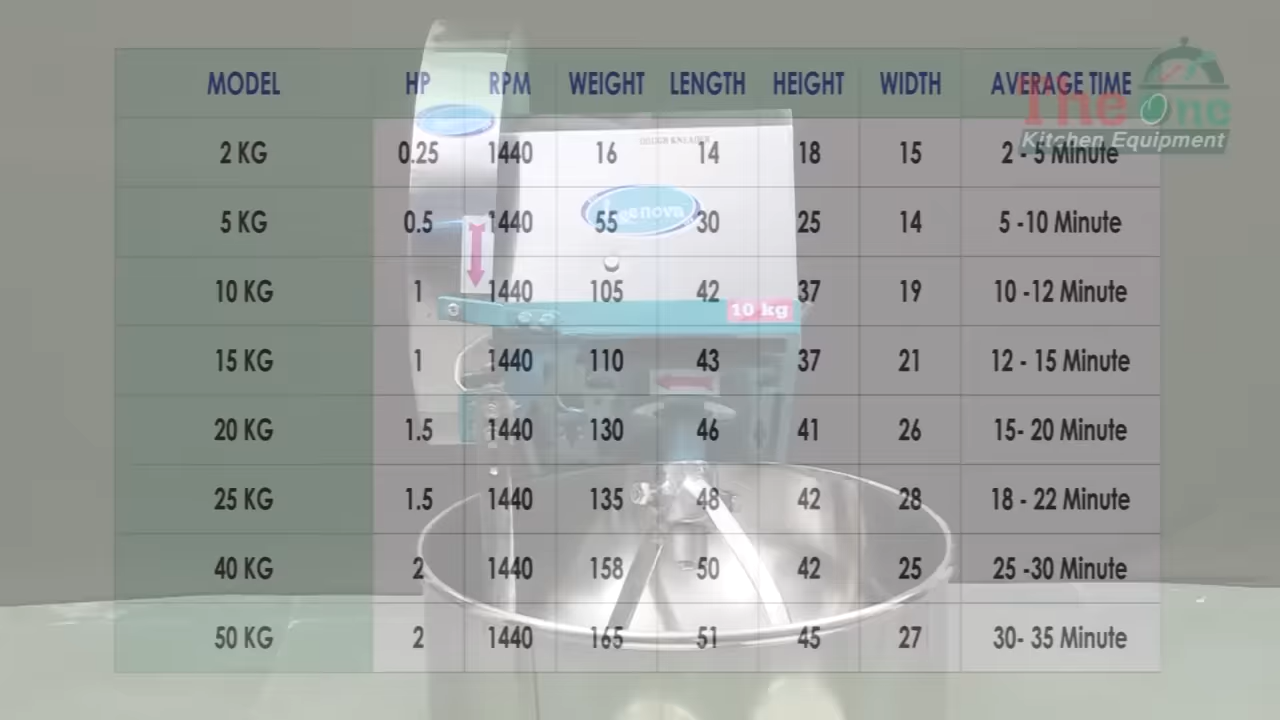 MODEL HP RPM WEIGHT LENGTH HEIGHT WIDTH AVERAGE TIME
The One
Kitchen Equipment
2 KG 0.25 1440 16 14 18 15 2 - 5 Minute
DOUGH KNEADER
5 KG 0.5 1440 55 30 25 14 5 -10 Minute
genova
10 KG 1 1440 105 42 37 19 10 -12 Minute
10 kg
15 KG 1 1440 110 43 37 21 12 - 15 Minute
20 KG 1.5 1440 130 46 41 26 15- 20 Minute
25 KG 1.5 1440 135 48 42 28 18 - 22 Minute
40 KG 2 1440 158 50 42 25 25 -30 Minute
50 KG 2 1440 165 51 45 27 30- 35 Minute